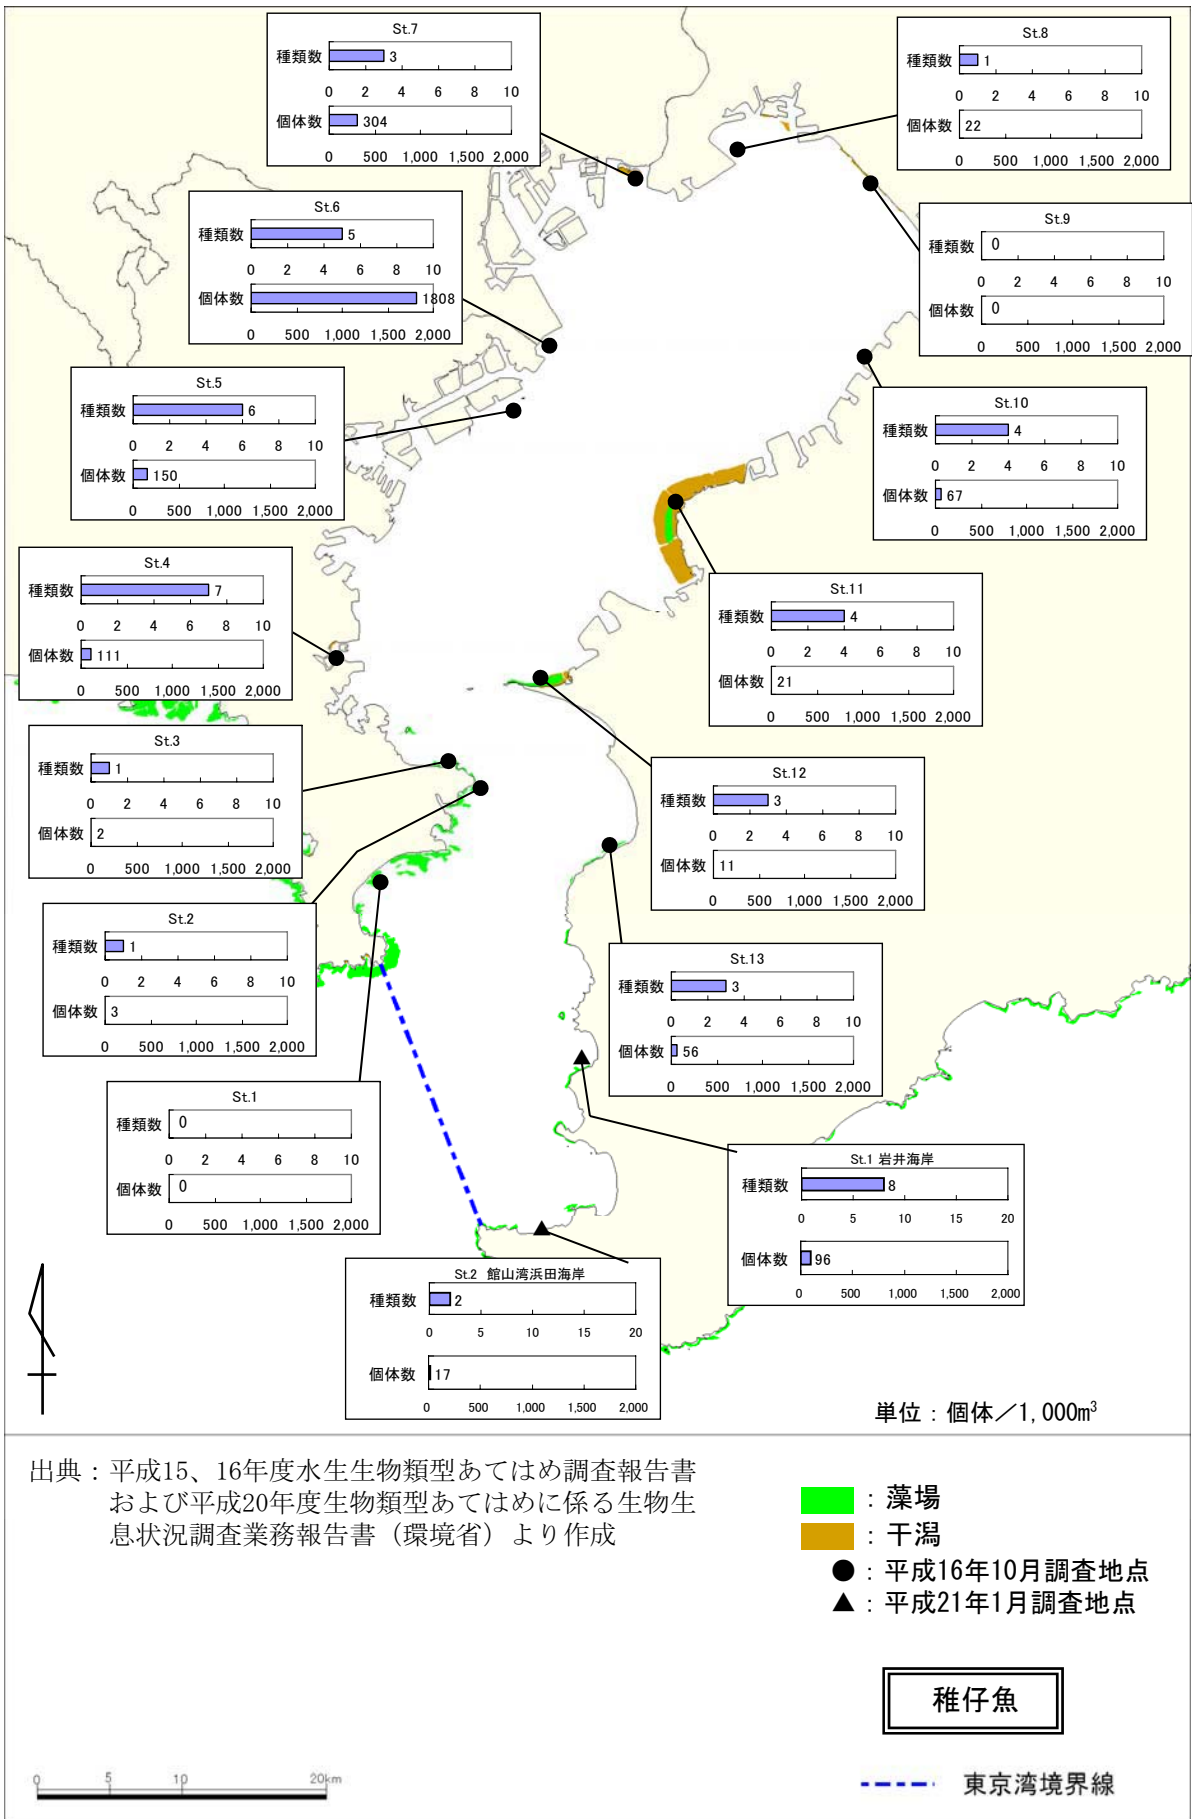 St.7
種類数
3
0 2 4 6 8 10
個体数
304
0 500 1,000 1,500 2,000
St.8
種類数
1
0 2 4 6 8 10
個体数
22
0 500 1,000 1,500 2,000
St.6
種類数
5
0 2 4 6 8 10
個体数
1808
0 500 1,000 1,500 2,000
St.9
種類数
0
0 2 4 6 8 10
個体数
0
0 500 1,000 1,500 2,000
St.5
種類数
6
0 2 4 6 8 10
個体数
150
0 500 1,000 1,500 2,000
St.10
種類数
4
0 2 4 6 8 10
個体数
67
0 500 1,000 1,500 2,000
St.4
種類数
7
0 2 4 6 8 10
個体数
111
0 500 1,000 1,500 2,000
St.11
種類数
4
0 2 4 6 8 10
個体数
21
0 500 1,000 1,500 2,000
St.3
種類数
1
0 2 4 6 8 10
個体数
2
0 500 1,000 1,500 2,000
St.12
種類数
3
0 2 4 6 8 10
個体数
11
0 500 1,000 1,500 2,000
St.2
種類数
1
0 2 4 6 8 10
個体数
3
0 500 1,000 1,500 2,000
St.13
種類数
3
0 2 4 6 8 10
個体数
56
0 500 1,000 1,500 2,000
St.1
種類数
0
0 2 4 6 8 10
個体数
0
0 500 1,000 1,500 2,000
St.1 岩井海岸
種類数
8
0 5 10 15 20
個体数
96
0 500 1,000 1,500 2,000
St.2 館山湾浜田海岸
種類数
2
0 5 10 15 20
個体数
17
0 500 1,000 1,500 2,000
単位：個体／1,000m³
出典：平成15、16年度水生生物類型あてはめ調査報告書
および平成20年度生物類型あてはめに係る生物生
息状況調査業務報告書（環境省）より作成
：藻場
：干潟
：平成16年10月調査地点
：平成21年1月調査地点
稚仔魚
0 5 10 20km
東京湾境界線